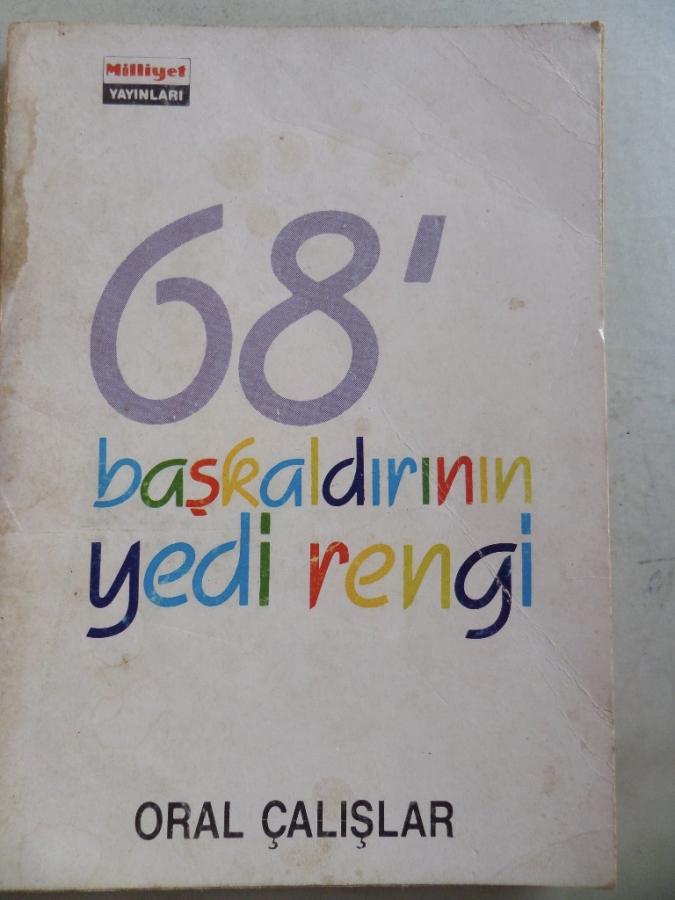 Milliyet
YAYINLARI
68'
başkaldırının
yedi rengi
ORAL ÇALIŞLAR